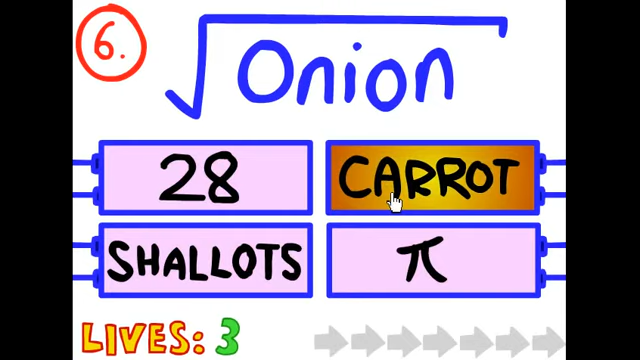 6.
√Onion
28
CARROT
SHALLOTS
π
LIVES: 3